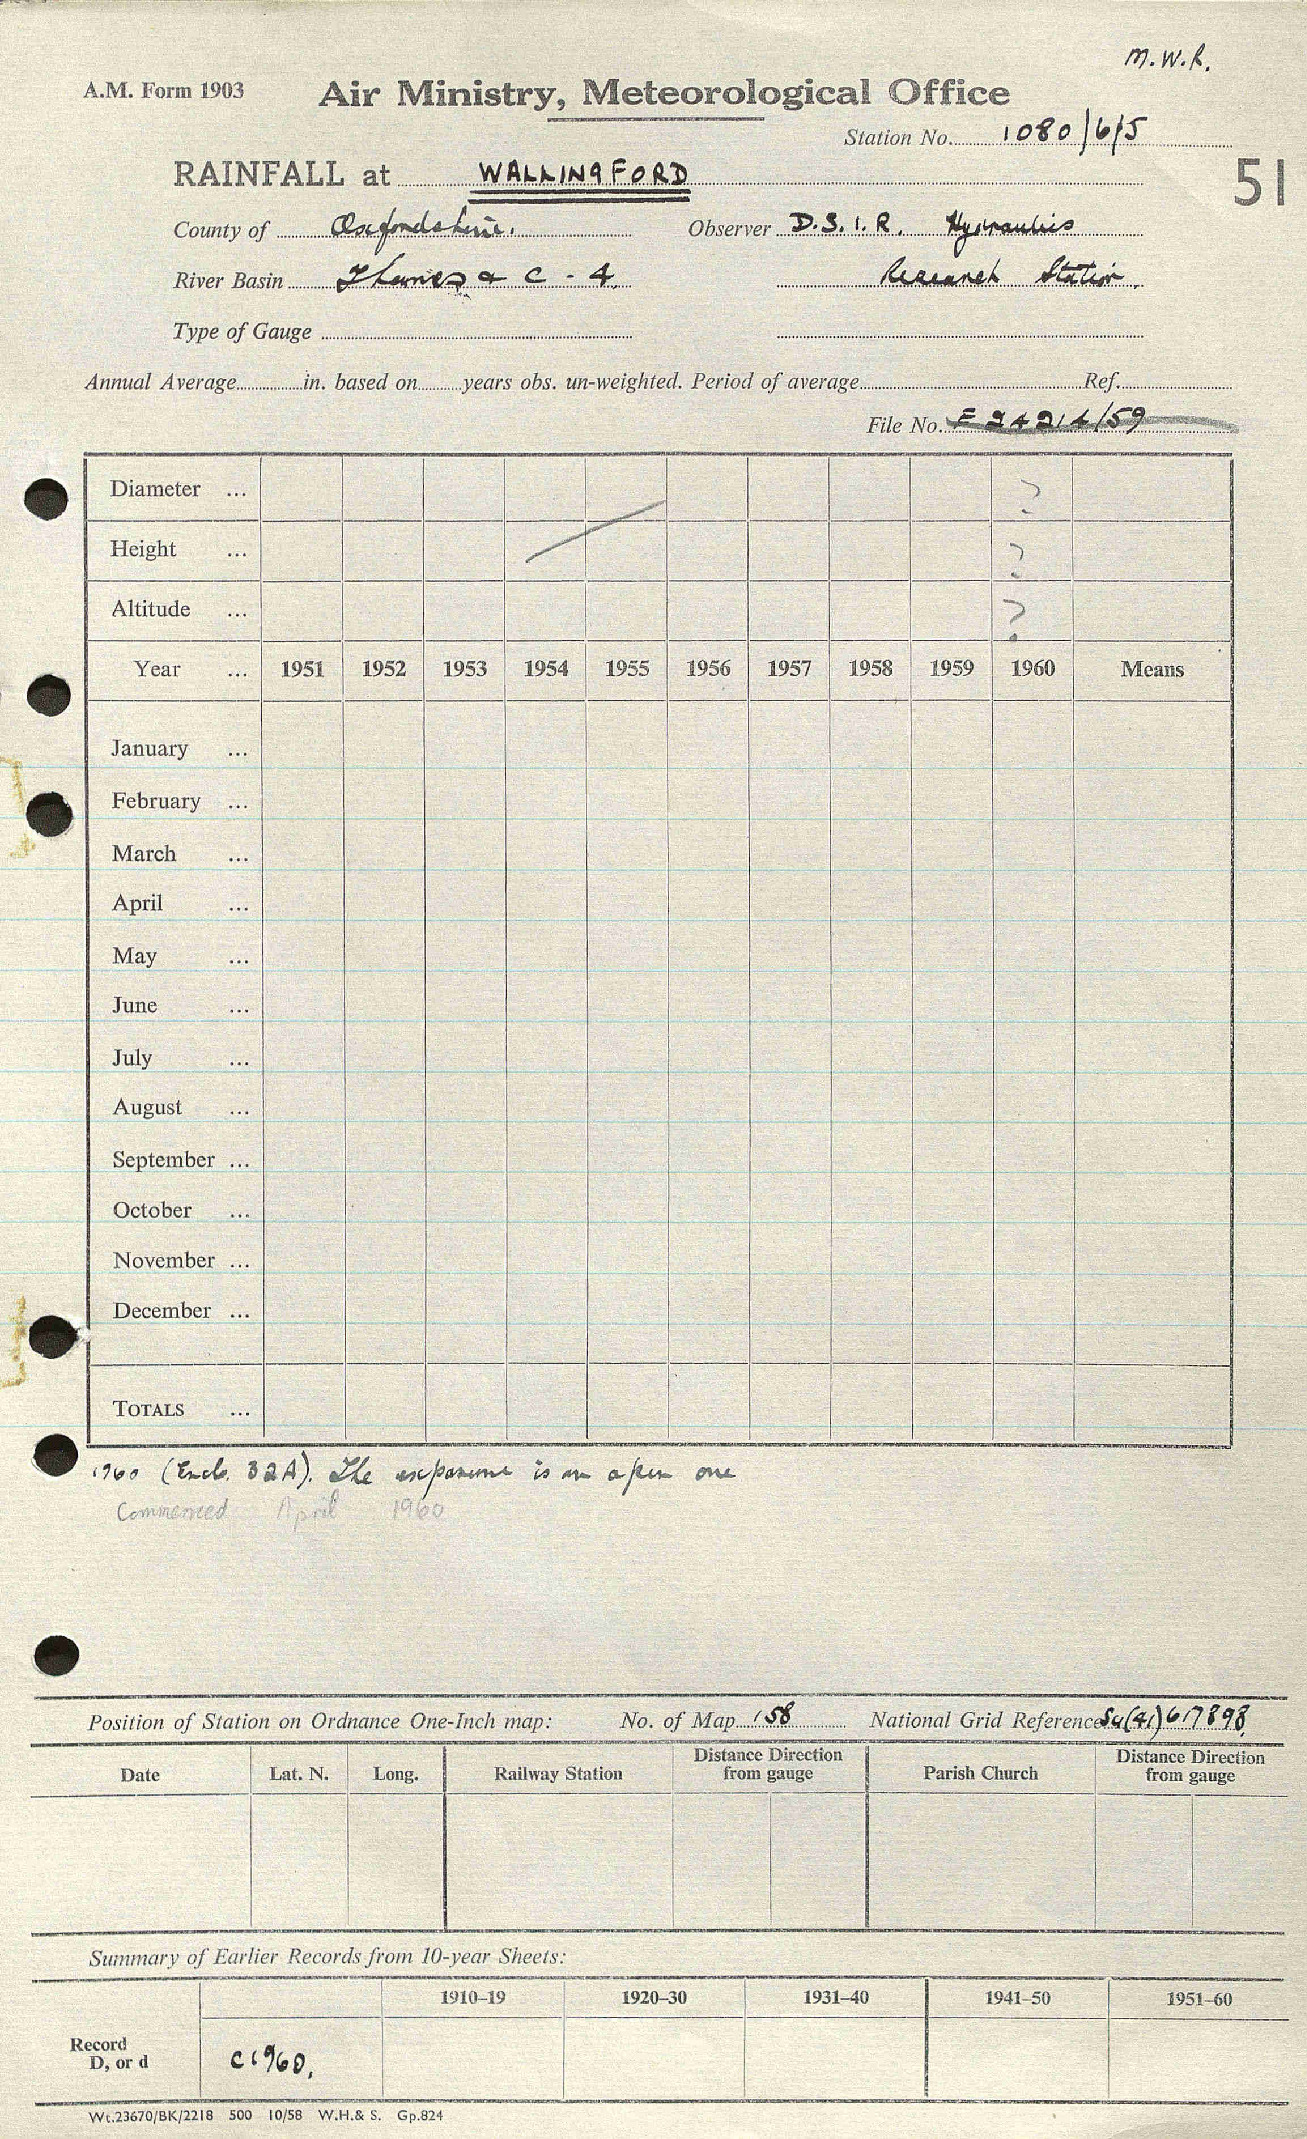 M.W.R.
A.M. Form 1903 Air Ministry, Meteorological Office
Station No. 1080/6/5
RAINFALL at WALLINGFORD 51
County of Oxfordshire. Observer D.S.I.R. Hydraulics
River Basin Thames & C - 4. Research Station.
Type of Gauge
Annual Average in. based on years obs. un-weighted. Period of average Ref.
File No.
Diameter ... ?
Height ... ?
Altitude ... ?
Year ... 1951 1952 1953 1954 1955 1956 1957 1958 1959 1960 Means
January ...
February ...
March ...
April ...
May ...
June ...
July ...
August ...
September ...
October ...
November ...
December ...
TOTALS ...
1960 (Encl. 32A). The exposure is an open one
Commenced April 1960
Position of Station on Ordnance One-Inch map: No. of Map 158 National Grid Reference SU(41)617898
Date Lat. N. Long. Railway Station Distance Direction from gauge Parish Church Distance Direction from gauge
Summary of Earlier Records from 10-year Sheets:
1910–19 1920–30 1931–40 1941–50 1951–60
Record
D, or d C1960.
Wt.23670/BK/2218 500 10/58 W.H.& S. Gp.824